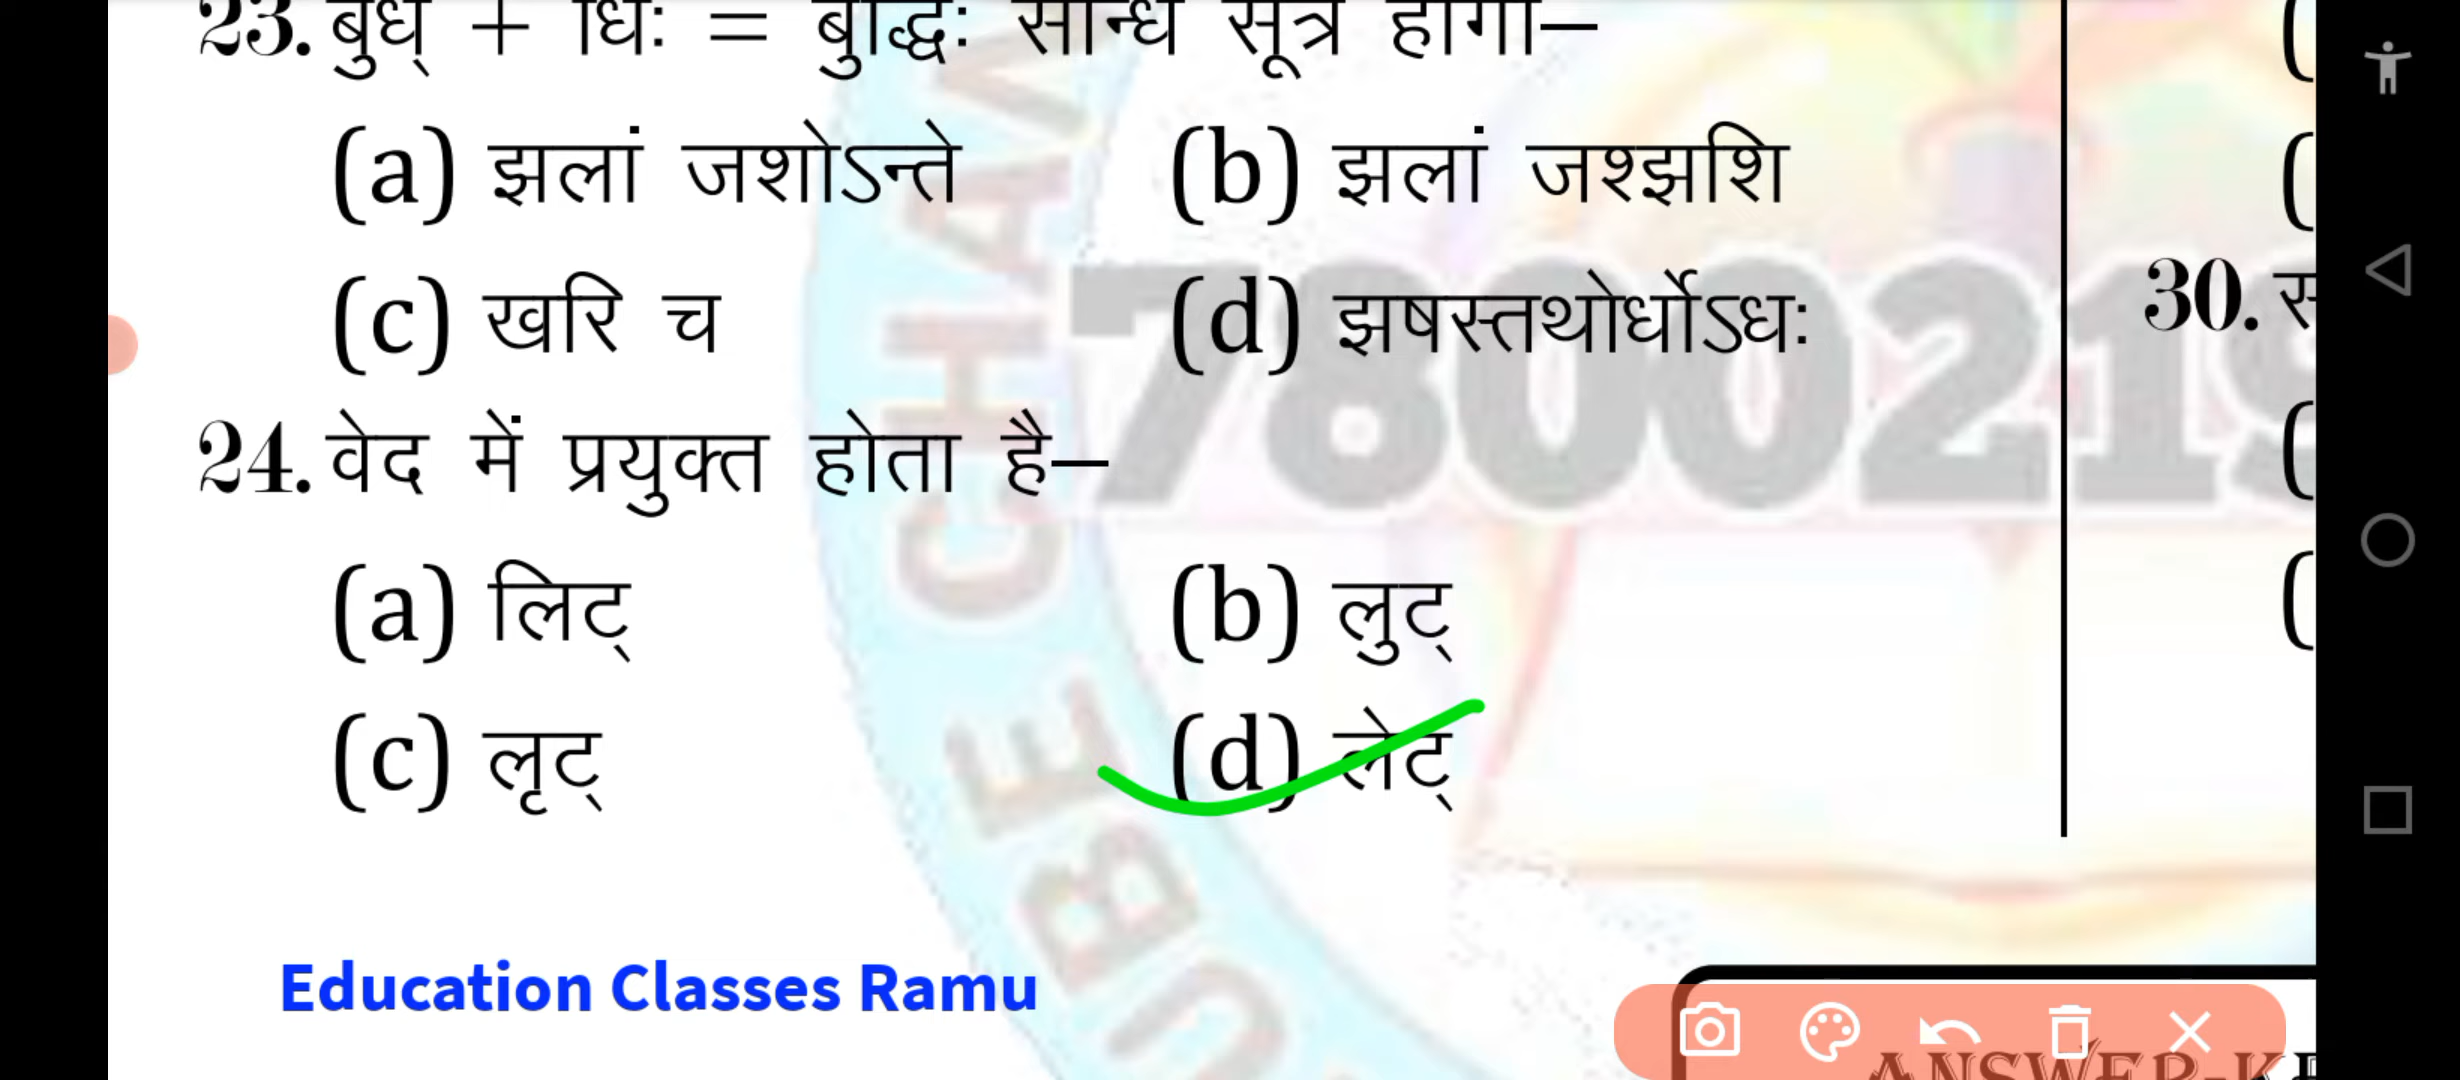 23. बुध् + धिः = बुद्धिः सन्धि सूत्र होगा–
(a) झलां जशोऽन्ते (b) झलां जश्झशि
(c) खरि च (d) झषस्तथोर्धोऽधः
24. वेद में प्रयुक्त होता है–
(a) लिट् (b) लुट्
(c) लृट् (d) लेट्
30.
Education Classes Ramu